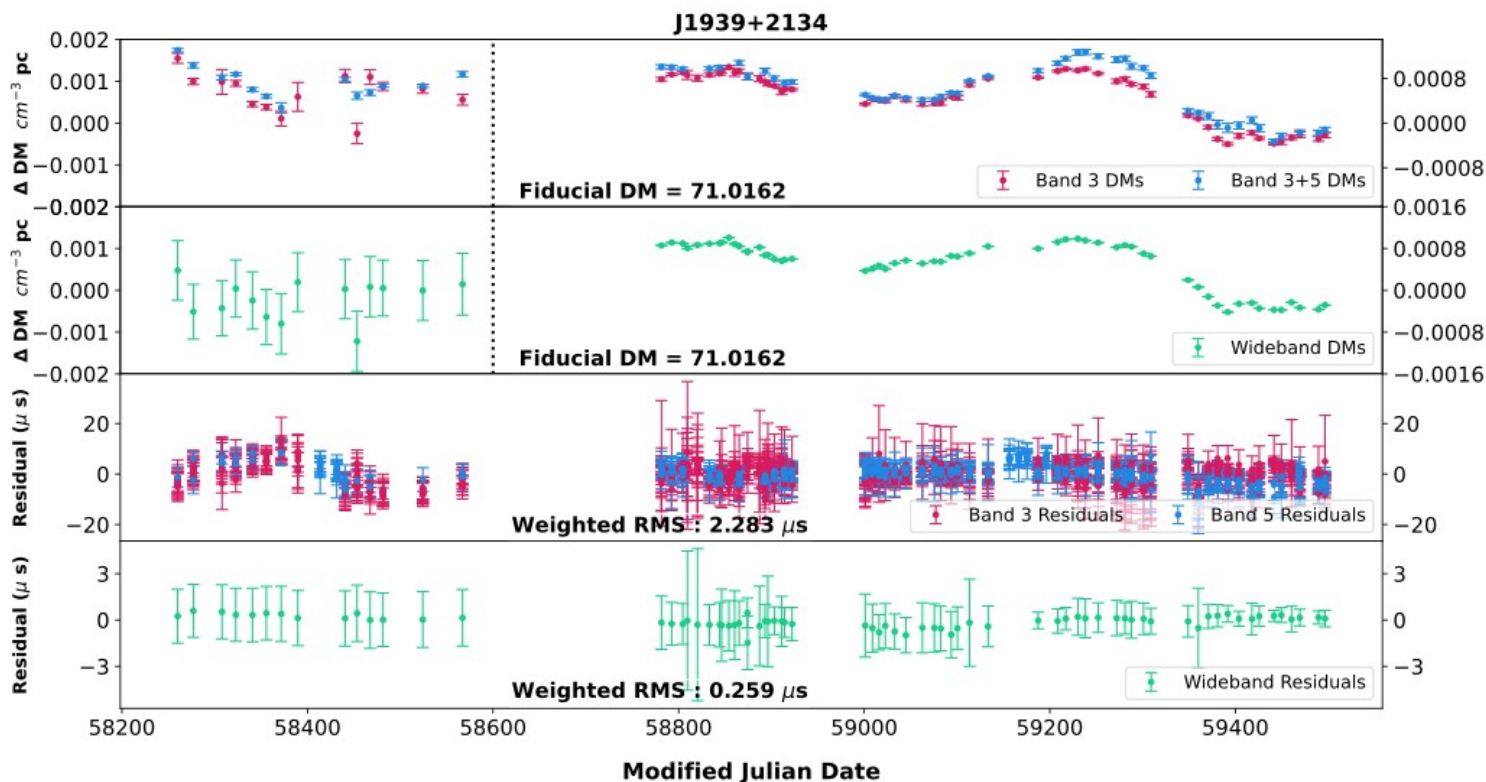 J1939+2134
Δ DM cm⁻³ pc
0.002
0.001
0.000
−0.001
−0.002
0.0008
0.0000
−0.0008
Band 3 DMs
Band 3+5 DMs
Fiducial DM = 71.0162
Δ DM cm⁻³ pc
0.002
0.001
0.000
−0.001
−0.002
0.0016
0.0008
0.0000
−0.0008
−0.0016
Wideband DMs
Fiducial DM = 71.0162
Residual (μ s)
20
0
−20
20
0
−20
Band 3 Residuals
Band 5 Residuals
Weighted RMS : 2.283 μs
Residual (μ s)
3
0
−3
3
0
−3
Wideband Residuals
Weighted RMS : 0.259 μs
58200 58400 58600 58800 59000 59200 59400
Modified Julian Date